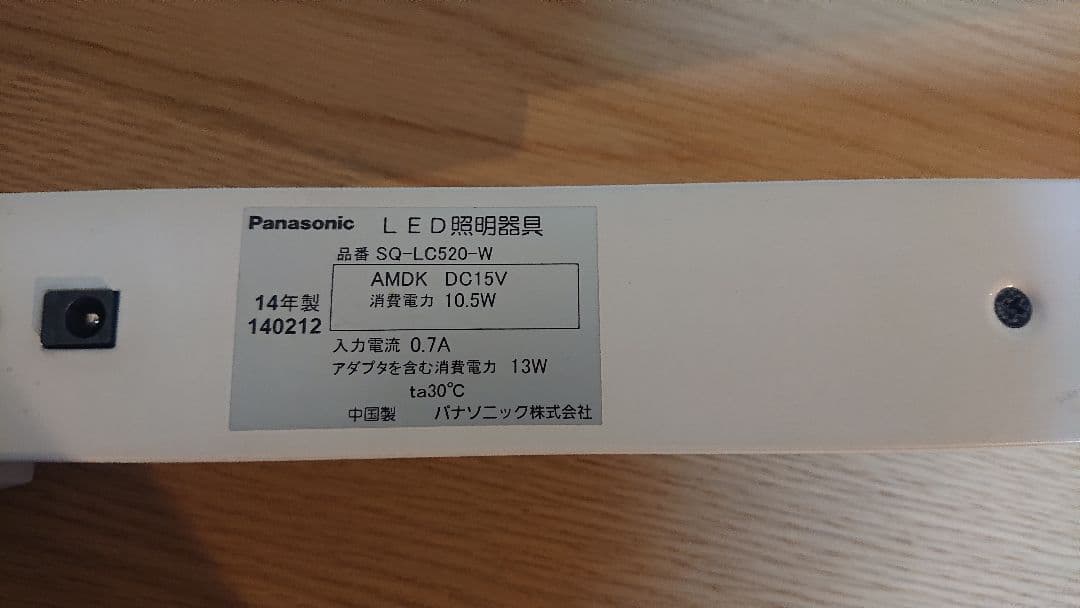 Panasonic LED照明器具
品番 SQ-LC520-W
AMDK DC15V
消費電力 10.5W
14年製
140212
入力電流 0.7A
アダプタを含む消費電力 13W
ta30℃
中国製 パナソニック株式会社